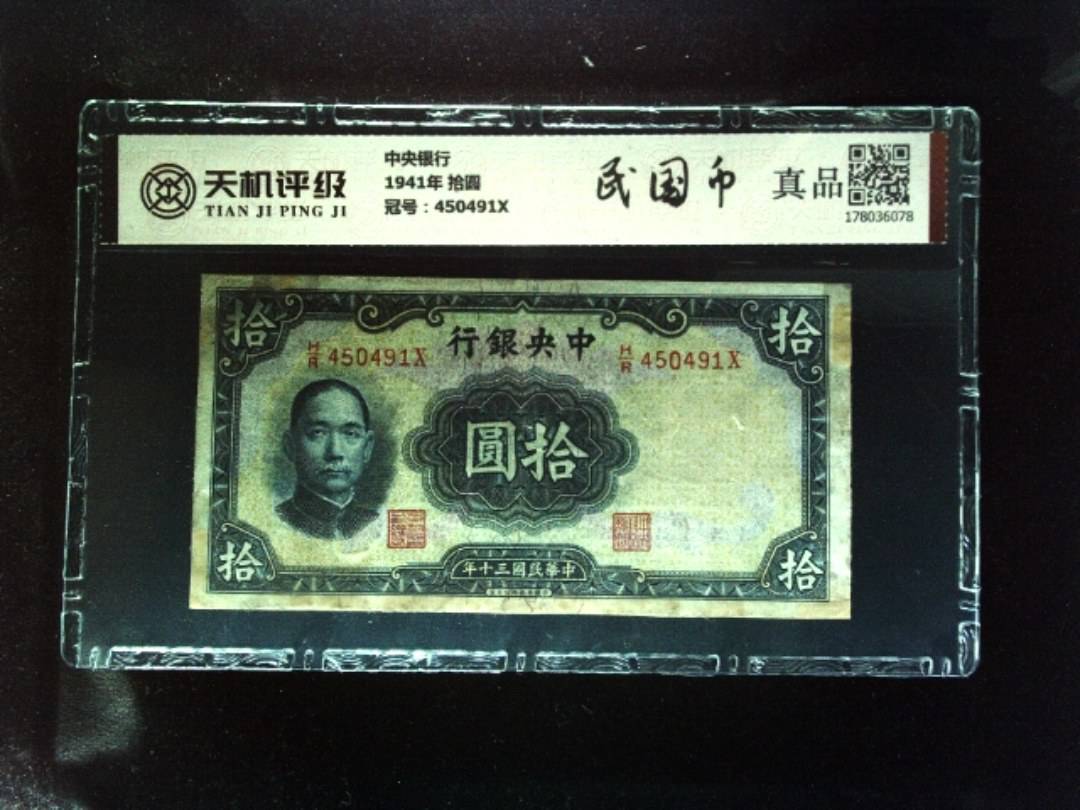 天机评级
TIAN JI PING JI
中央银行
1941年 拾圆
冠号：450491X
民国币
真品
178036078
拾
拾
行銀央中
H/R 450491X
H/R 450491X
圓拾
拾
拾
年十三國民華中